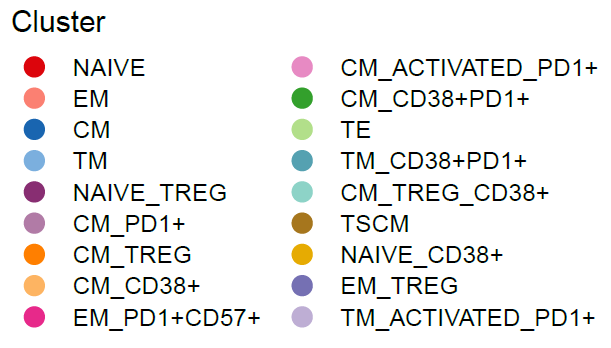 Cluster
NAIVE
EM
CM
TM
NAIVE_TREG
CM_PD1+
CM_TREG
CM_CD38+
EM_PD1+CD57+
CM_ACTIVATED_PD1+
CM_CD38+PD1+
TE
TM_CD38+PD1+
CM_TREG_CD38+
TSCM
NAIVE_CD38+
EM_TREG
TM_ACTIVATED_PD1+